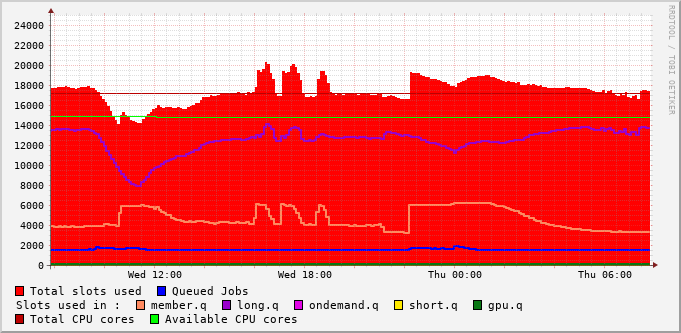 RRDTOOL / TOBI OETIKER
24000
22000
20000
18000
16000
14000
12000
10000
8000
6000
4000
2000
0
Wed 12:00 Wed 18:00 Thu 00:00 Thu 06:00
Total slots used Queued Jobs
Slots used in : member.q long.q ondemand.q short.q gpu.q
Total CPU cores Available CPU cores